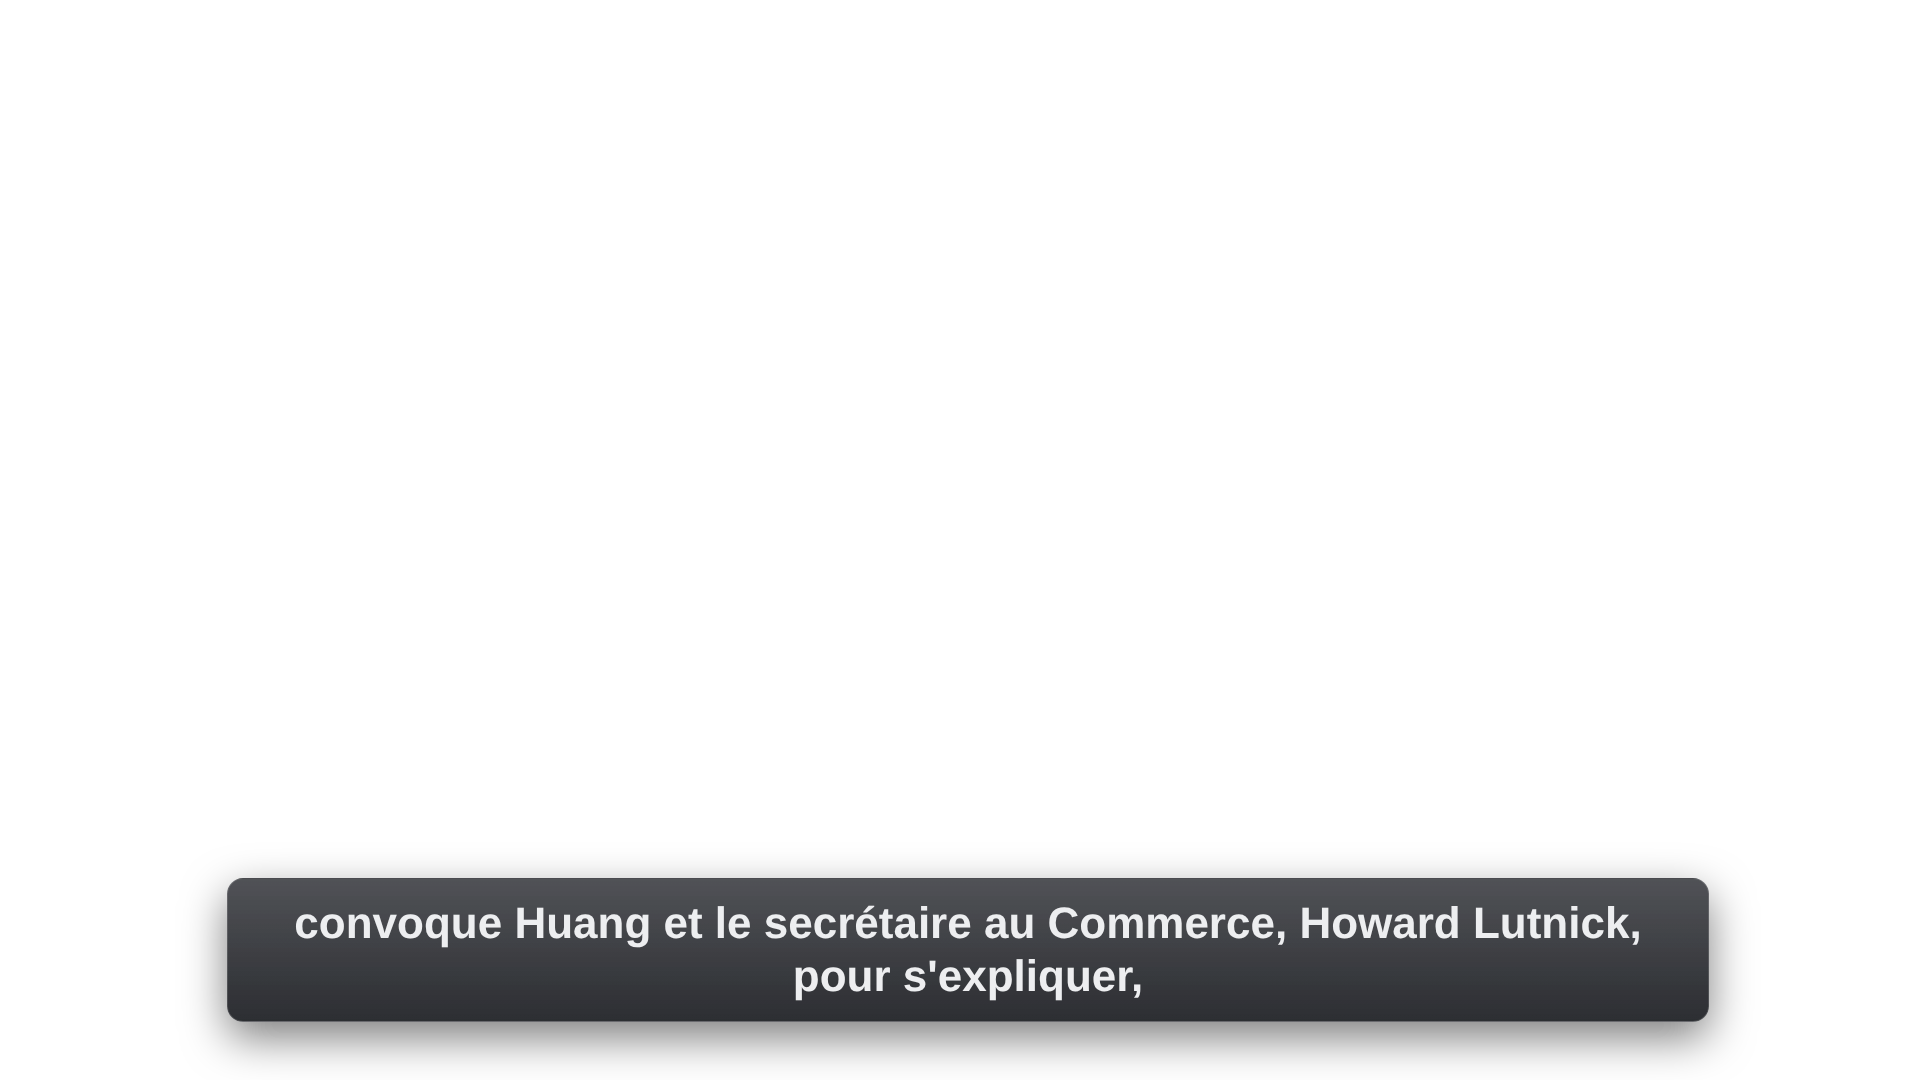 convoque Huang et le secrétaire au Commerce, Howard Lutnick,
pour s'expliquer,